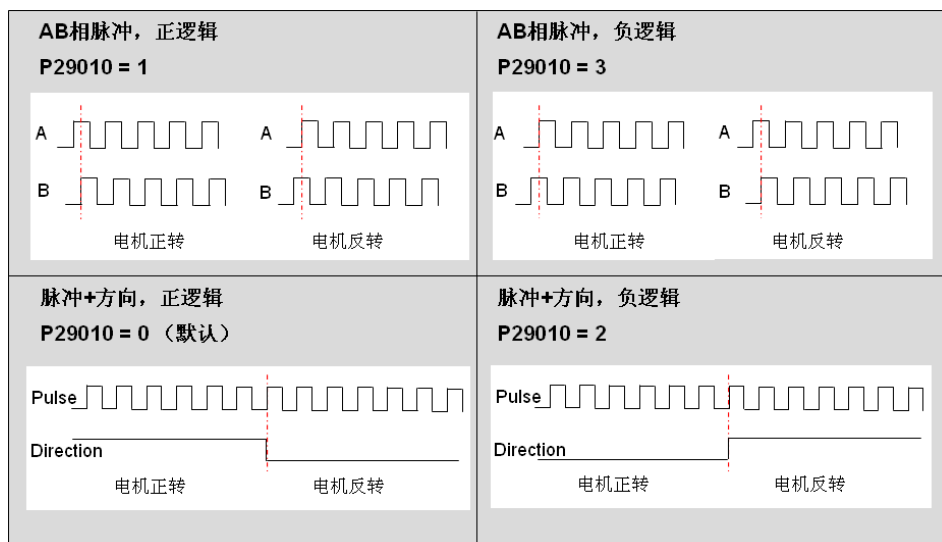 AB相脉冲，正逻辑
P29010 = 1
A
A
B
B
电机正转
电机反转
AB相脉冲，负逻辑
P29010 = 3
A
A
B
B
电机正转
电机反转
脉冲+方向，正逻辑
P29010 = 0 （默认）
Pulse
Direction
电机正转
电机反转
脉冲+方向，负逻辑
P29010 = 2
Pulse
Direction
电机正转
电机反转